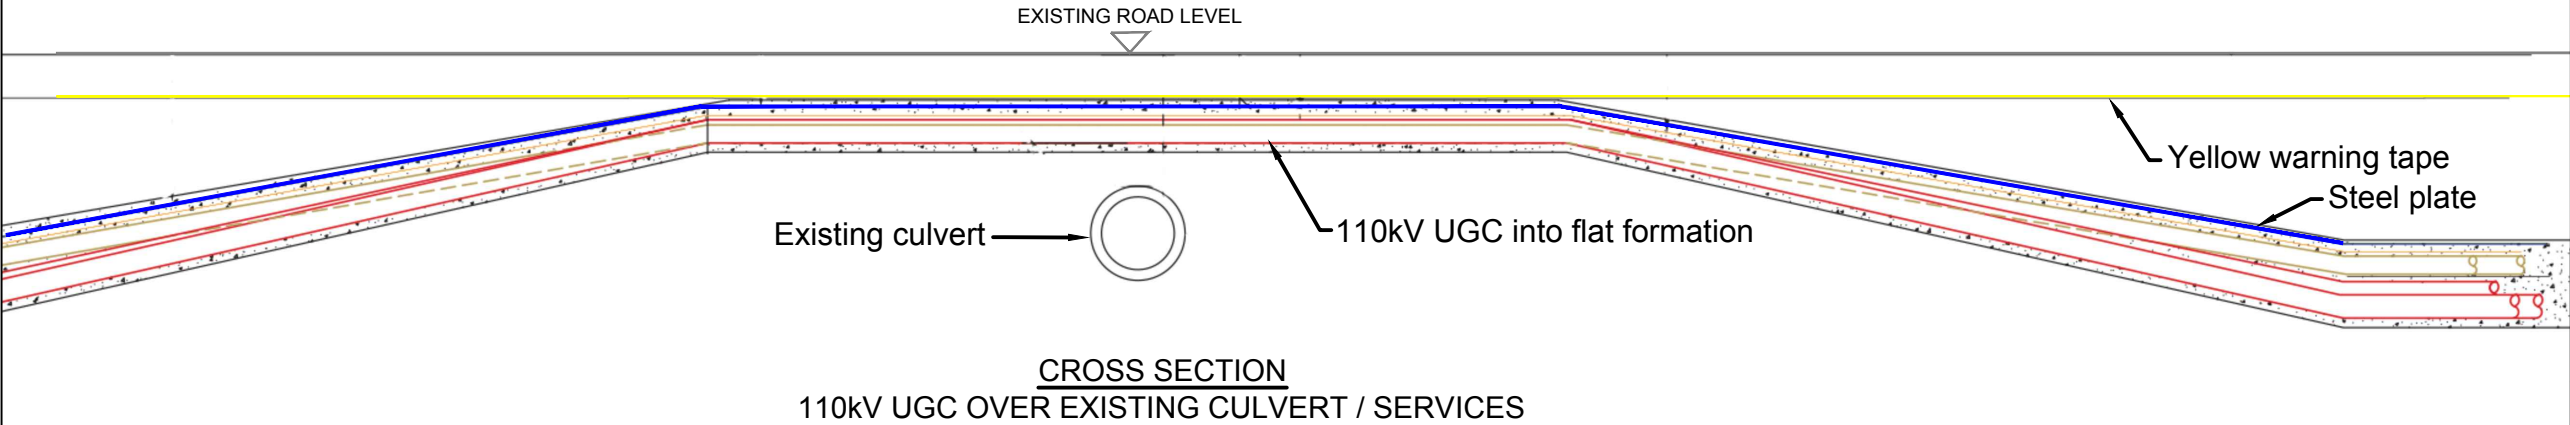 EXISTING ROAD LEVEL
Yellow warning tape
Steel plate
Existing culvert
110kV UGC into flat formation
CROSS SECTION
110kV UGC OVER EXISTING CULVERT / SERVICES